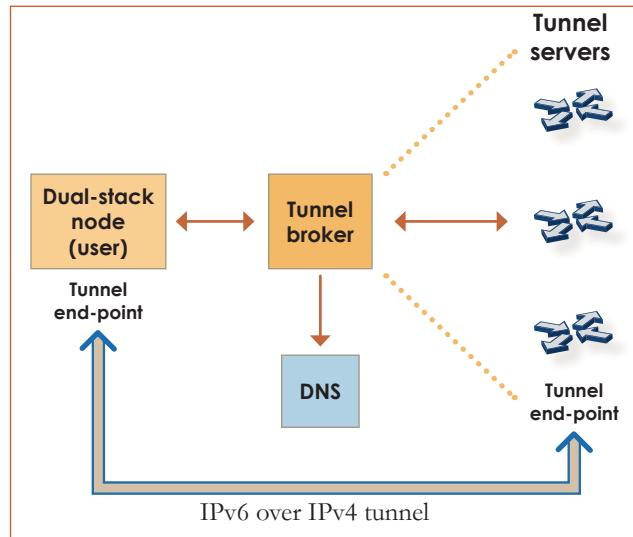 Tunnel
servers
Dual-stack
node
(user)
Tunnel
broker
Tunnel
end-point
DNS
Tunnel
end-point
IPv6 over IPv4 tunnel